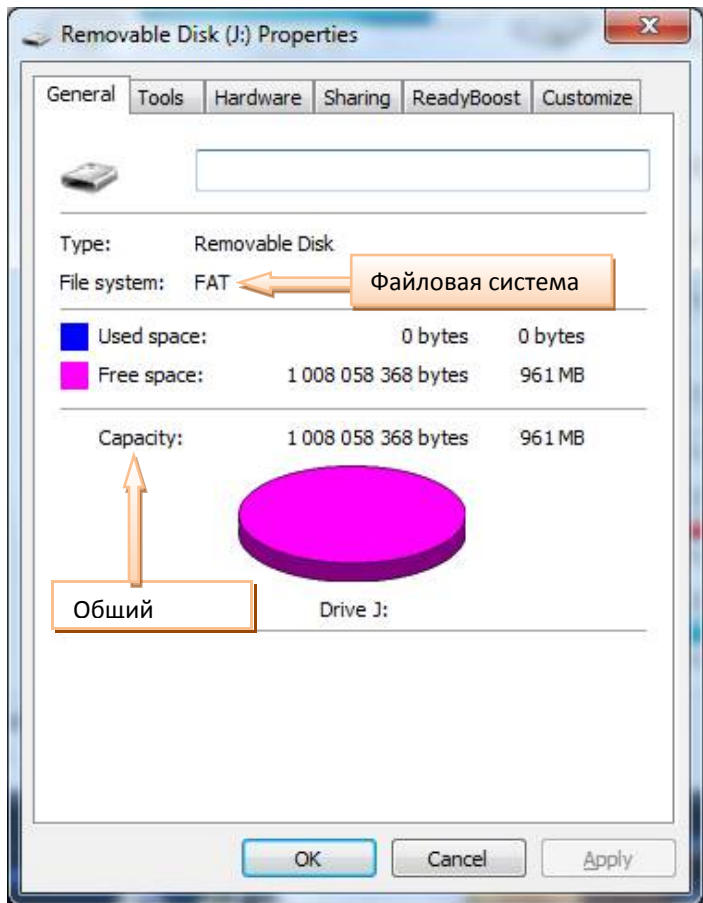 Removable Disk (J:) Properties
General Tools Hardware Sharing ReadyBoost Customize
Type: Removable Disk
File system: FAT
Файловая система
Used space: 0 bytes 0 bytes
Free space: 1 008 058 368 bytes 961 MB
Capacity: 1 008 058 368 bytes 961 MB
Общий
Drive J:
OK Cancel Apply